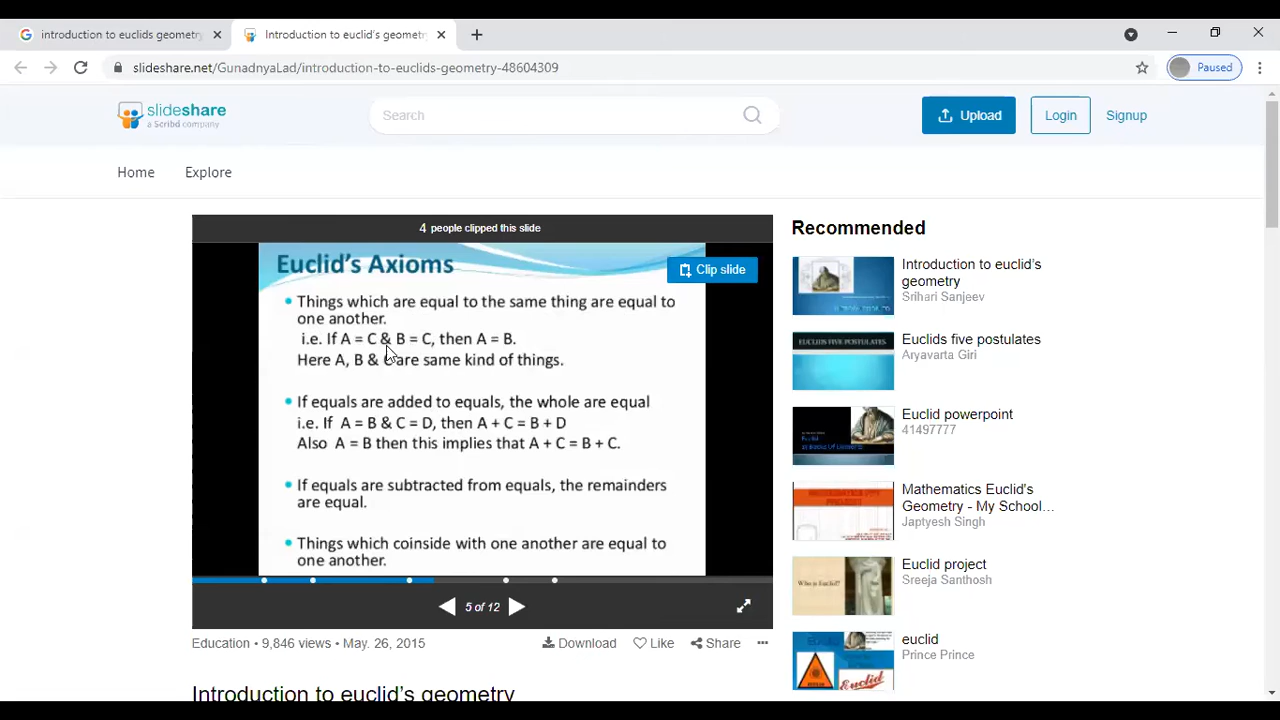 introduction to euclids geometry
Introduction to euclid's geometry
slideshare.net/GunadnyaLad/introduction-to-euclids-geometry-48604309
Paused
slideshare
a Scribd company
Search
Upload
Login
Signup
Home
Explore
4 people clipped this slide
Euclid's Axioms
Clip slide
• Things which are equal to the same thing are equal to
one another.
i.e. If A = C & B = C, then A = B.
Here A, B & C are same kind of things.
• If equals are added to equals, the whole are equal
i.e. If A = B & C = D, then A + C = B + D
Also A = B then this implies that A + C = B + C.
• If equals are subtracted from equals, the remainders
are equal.
• Things which coinside with one another are equal to
one another.
5 of 12
Education • 9,846 views • May. 26, 2015
Download
Like
Share
Introduction to euclid's geometry
Recommended
Introduction to euclid's
geometry
Srihari Sanjeev
EUCLIDS FIVE POSTULATES
Euclids five postulates
Aryavarta Giri
Euclid powerpoint
41497777
Mathematics Euclid's
Geometry - My School…
Japtyesh Singh
Who is Euclid?
Euclid project
Sreeja Santhosh
Euclid
euclid
Prince Prince